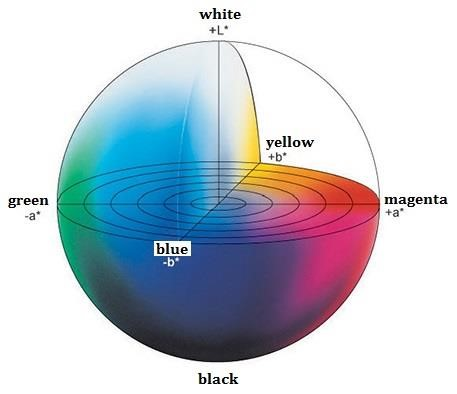 white
+L*
yellow
+b*
green
-a*
magenta
+a*
blue
-b*
black